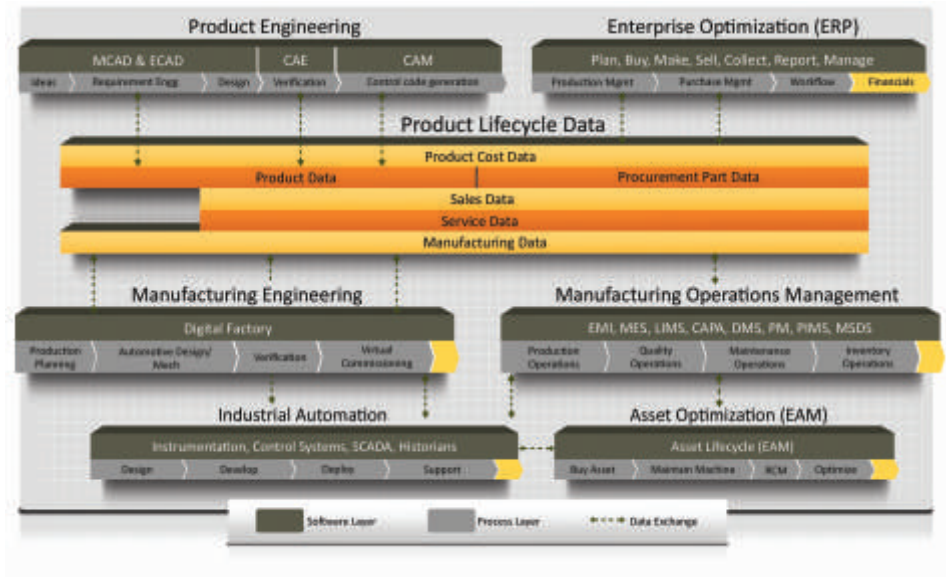 Product Engineering
Enterprise Optimization (ERP)
MCAD & ECAD
CAE
CAM
Plan, Buy, Make, Sell, Collect, Report, Manage
Ideas
Requirement Engg
Design
Verification
Control code generation
Production Mgmt
Purchase Mgmt
Workflow
Financials
Product Lifecycle Data
Product Cost Data
Product Data
Procurement Part Data
Sales Data
Service Data
Manufacturing Data
Manufacturing Engineering
Manufacturing Operations Management
Digital Factory
EMI, MES, LIMS, CAPA, DMS, PM, PIMS, MSDS
Production
Planning
Automotive Design/
Mech
Verification
Virtual
Commissioning
Production
Operations
Quality
Operations
Maintenance
Operations
Inventory
Operations
Industrial Automation
Asset Optimization (EAM)
Instrumentation, Control Systems, SCADA, Historians
Asset Lifecycle (EAM)
Design
Develop
Deploy
Support
Buy Asset
Maintain Machine
RCM
Optimise
Software Layer
Process Layer
Data Exchange